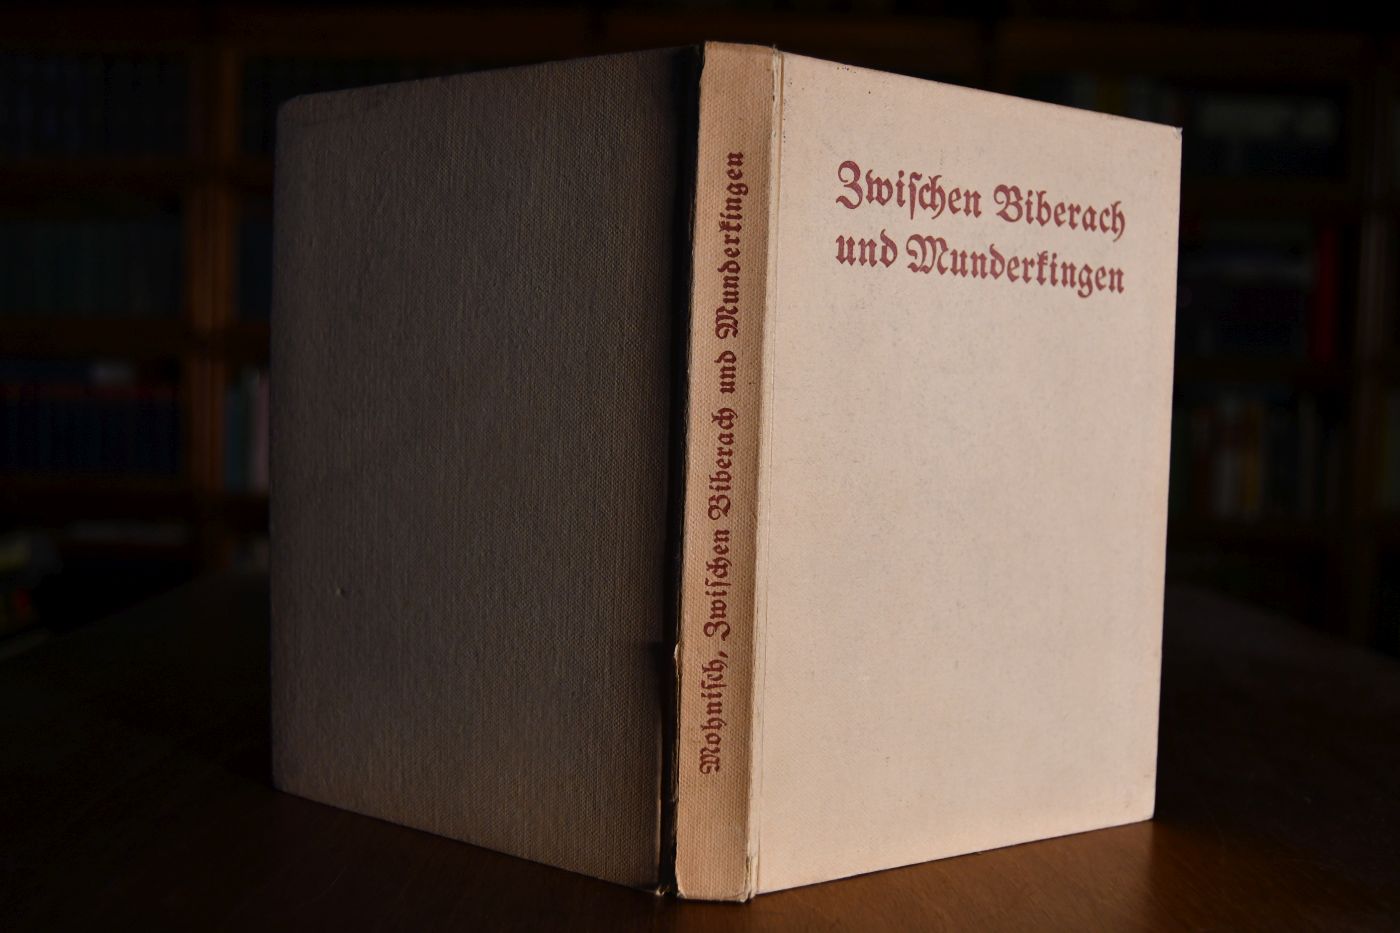 Zwiſchen Biberach
und Munderkingen
Mohniſch, Zwiſchen Biberach und Munderkingen